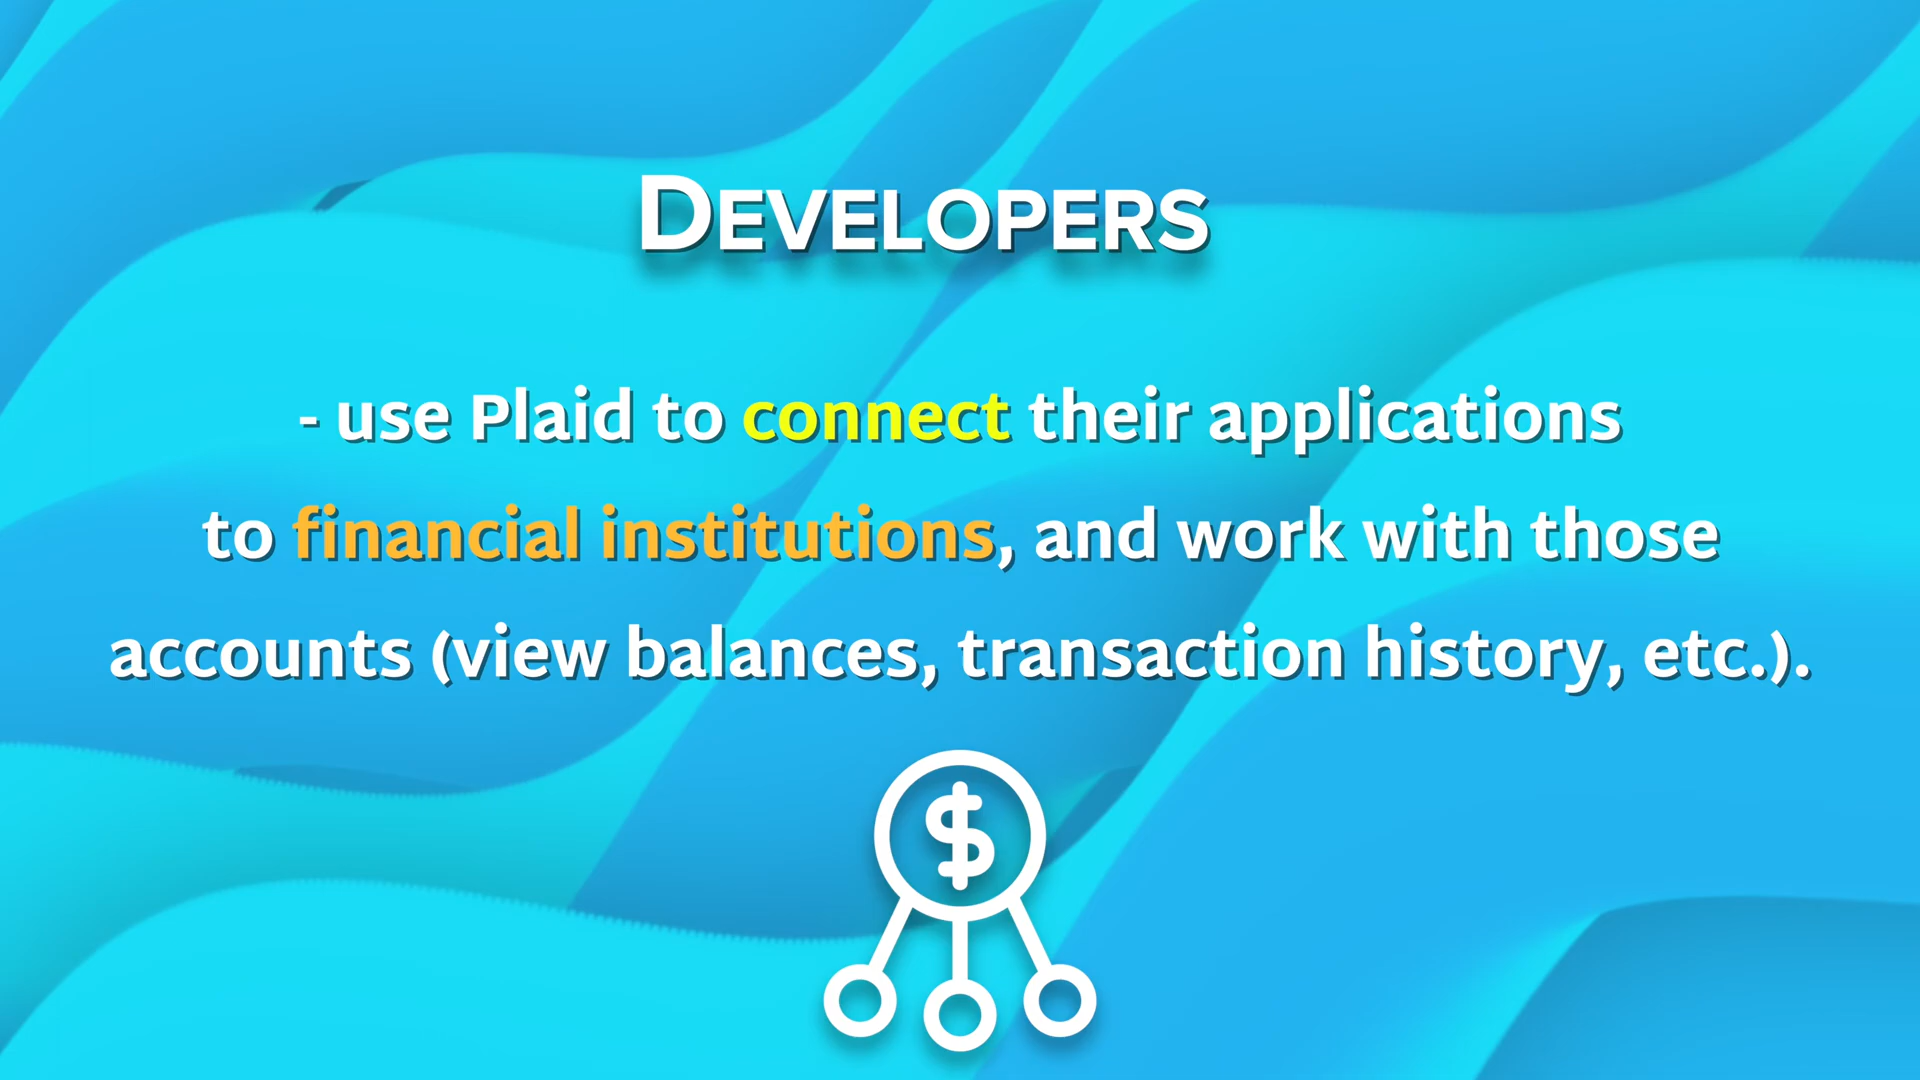 DEVELOPERS
- use Plaid to connect their applications
to financial institutions, and work with those
accounts (view balances, transaction history, etc.).
$